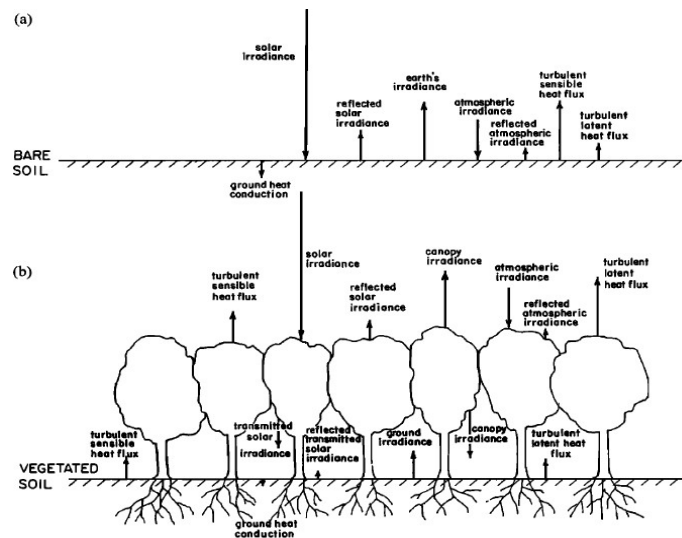 (a)
solar
irradiance
reflected
solar
irradiance
earth's
irradiance
atmospheric
irradiance
reflected
atmospheric
irradiance
turbulent
sensible
heat flux
turbulent
latent
heat flux
BARE
SOIL
ground heat
conduction
(b)
turbulent
sensible
heat flux
solar
irradiance
reflected
solar
irradiance
canopy
irradiance
atmospheric
irradiance
reflected
atmospheric
irradiance
turbulent
latent
heat flux
turbulent
sensible
heat flux
transmitted
solar
irradiance
reflected
transmitted
solar
irradiance
ground
irradiance
canopy
irradiance
turbulent
latent heat
flux
VEGETATED
SOIL
ground heat
conduction